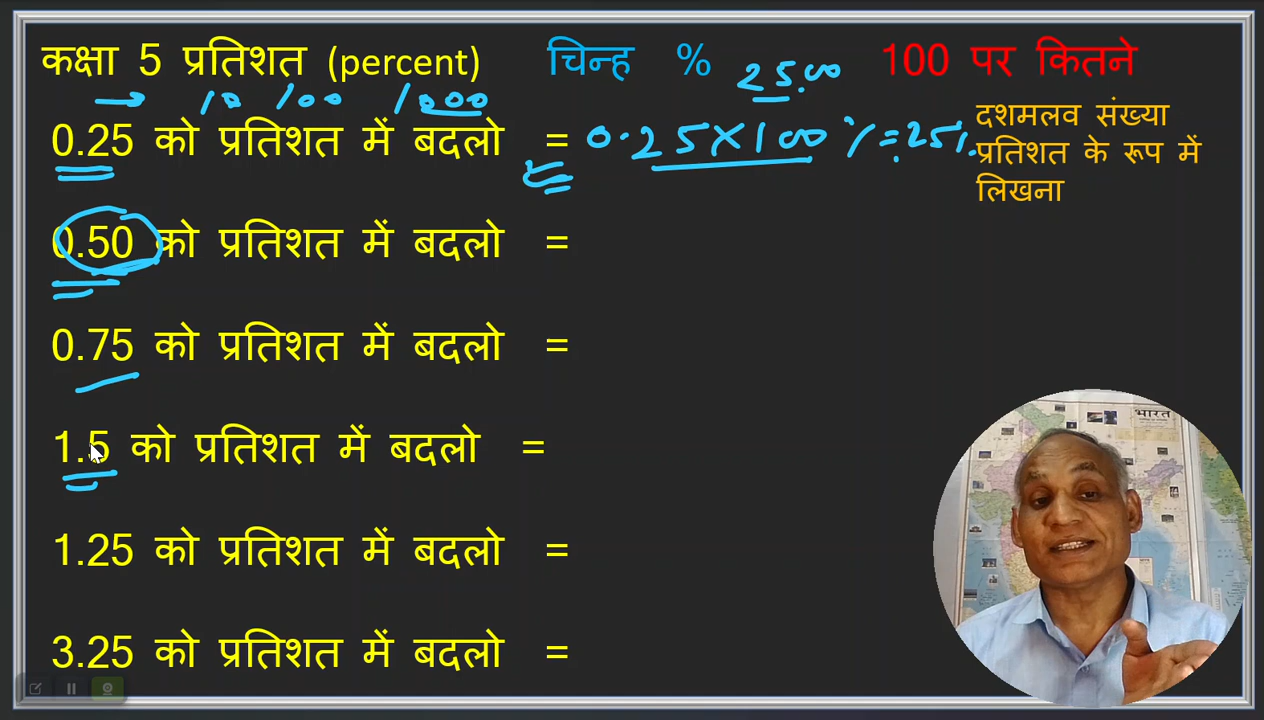 कक्षा 5 प्रतिशत (percent) चिन्ह % 100 पर कितने
10 100 1000 25.00
0.25 को प्रतिशत में बदलो = 0.25×100% = 25%
दशमलव संख्या
प्रतिशत के रूप में
लिखना
0.50 को प्रतिशत में बदलो =
0.75 को प्रतिशत में बदलो =
1.5 को प्रतिशत में बदलो =
1.25 को प्रतिशत में बदलो =
3.25 को प्रतिशत में बदलो =
भारत